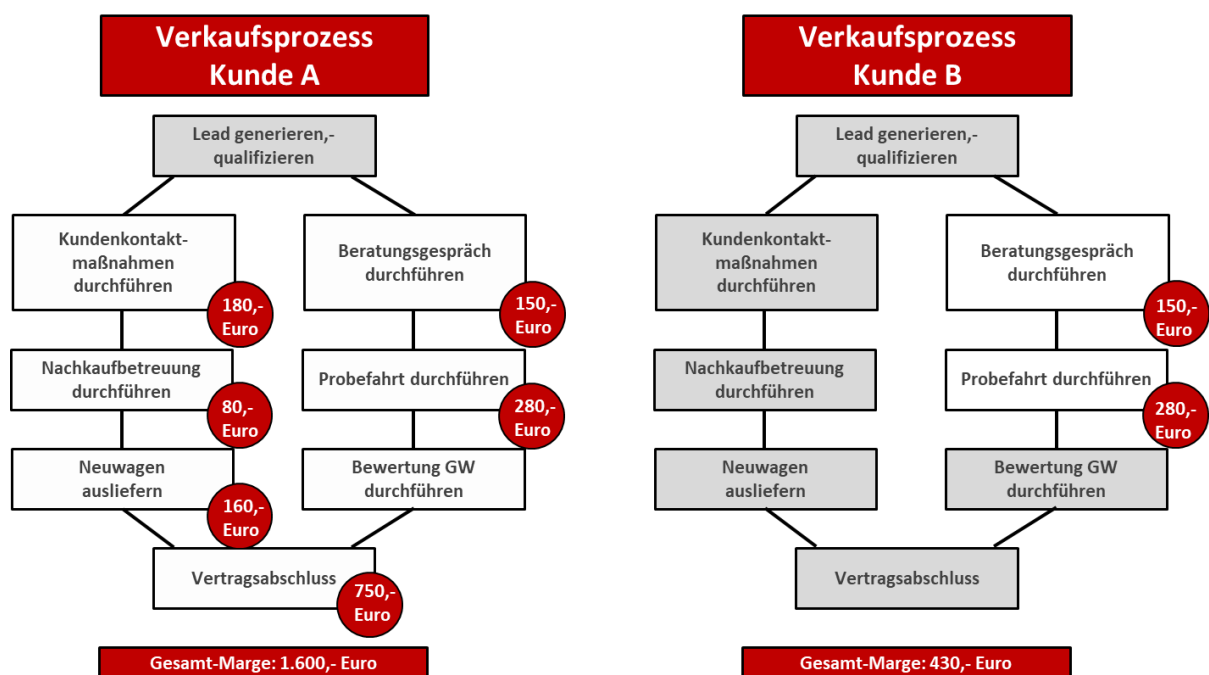 Verkaufsprozess
Kunde A
Lead generieren,-
qualifizieren
Kundenkontakt-
maßnahmen
durchführen
180,-
Euro
Beratungsgespräch
durchführen
150,-
Euro
Nachkaufbetreuung
durchführen
80,-
Euro
Probefahrt durchführen
280,-
Euro
Neuwagen
ausliefern
160,-
Euro
Bewertung GW
durchführen
Vertragsabschluss
750,-
Euro
Gesamt-Marge: 1.600,- Euro
Verkaufsprozess
Kunde B
Lead generieren,-
qualifizieren
Kundenkontakt-
maßnahmen
durchführen
Beratungsgespräch
durchführen
150,-
Euro
Nachkaufbetreuung
durchführen
Probefahrt durchführen
280,-
Euro
Neuwagen
ausliefern
Bewertung GW
durchführen
Vertragsabschluss
Gesamt-Marge: 430,- Euro